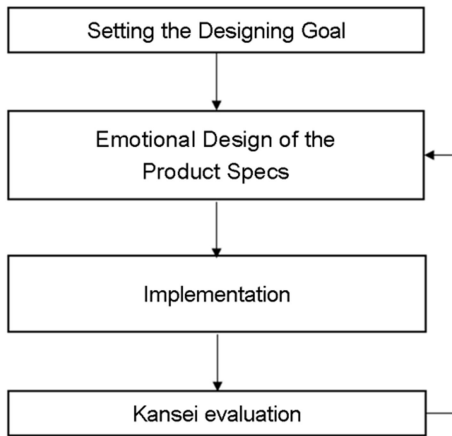 Setting the Designing Goal
Emotional Design of the
Product Specs
Implementation
Kansei evaluation